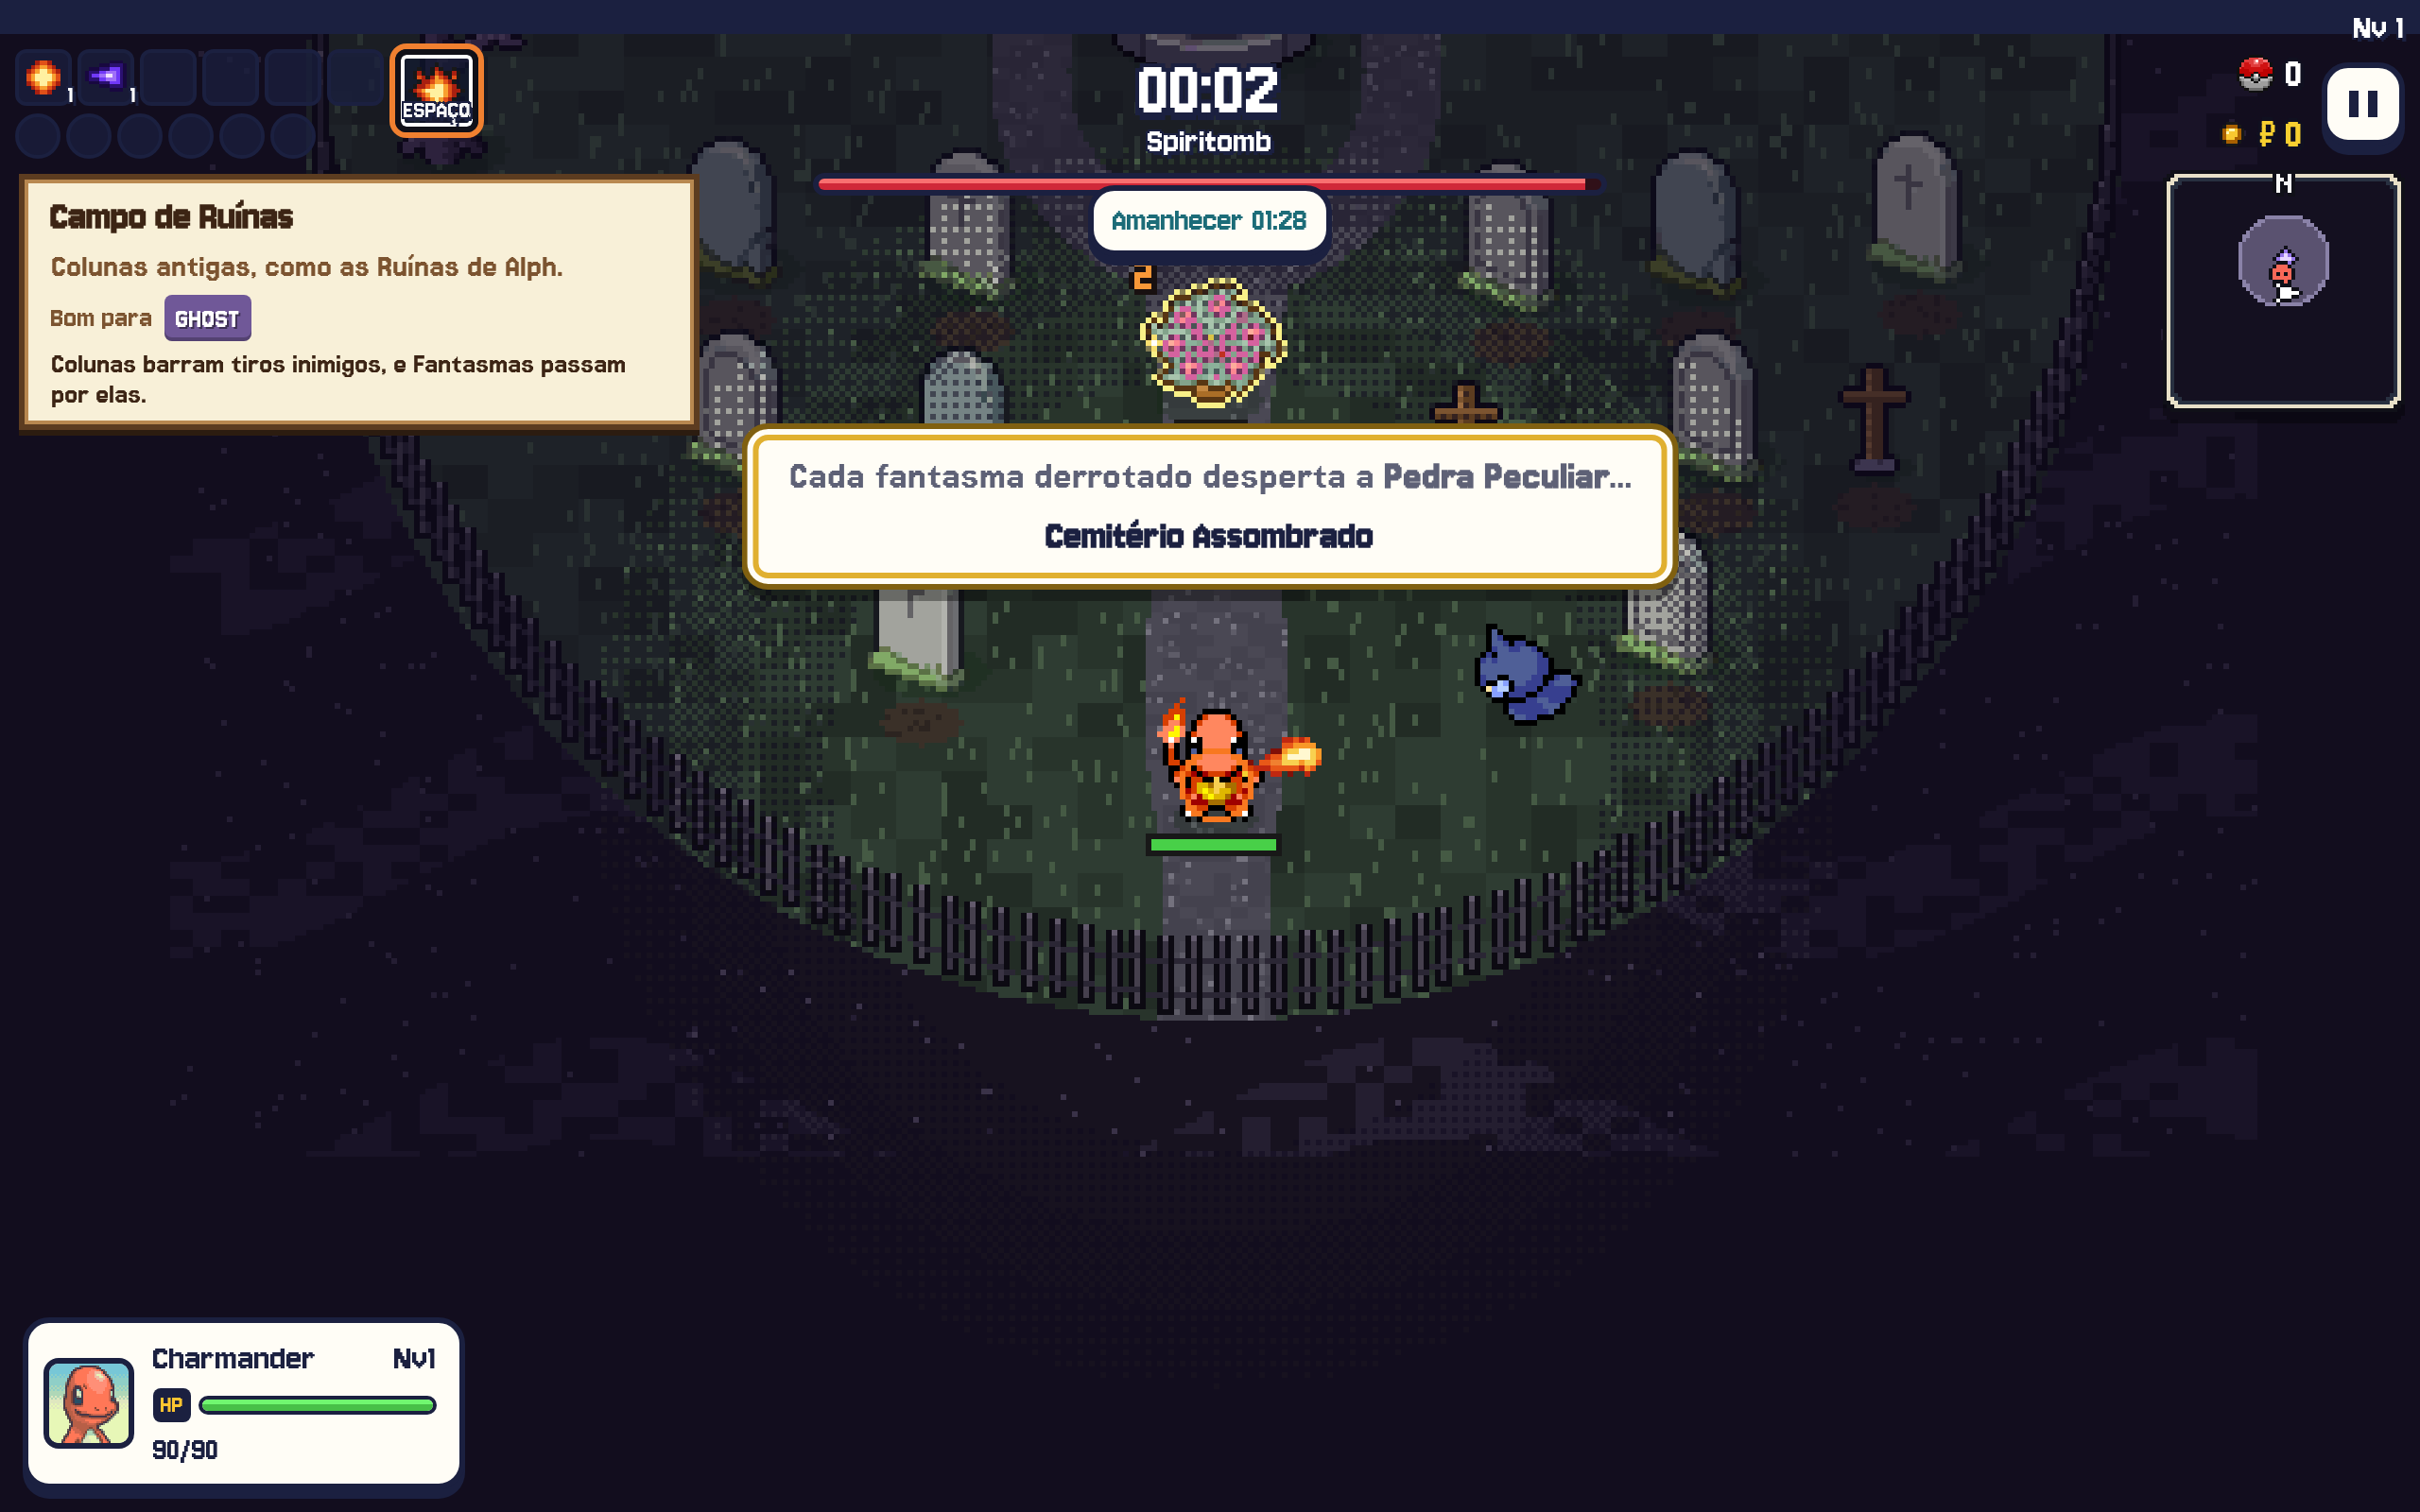 Nv 1
1
1
ESPAÇO
1
00:02
0
Spiritomb
₽ 0
N
Campo de Ruínas
Colunas antigas, como as Ruínas de Alph.
Bom para GHOST
Colunas barram tiros inimigos, e Fantasmas passam
por elas.
Amanhecer 01:28
2
Cada fantasma derrotado desperta a Pedra Peculiar...
Cemitério Assombrado
Charmander Nv1
HP
90/90